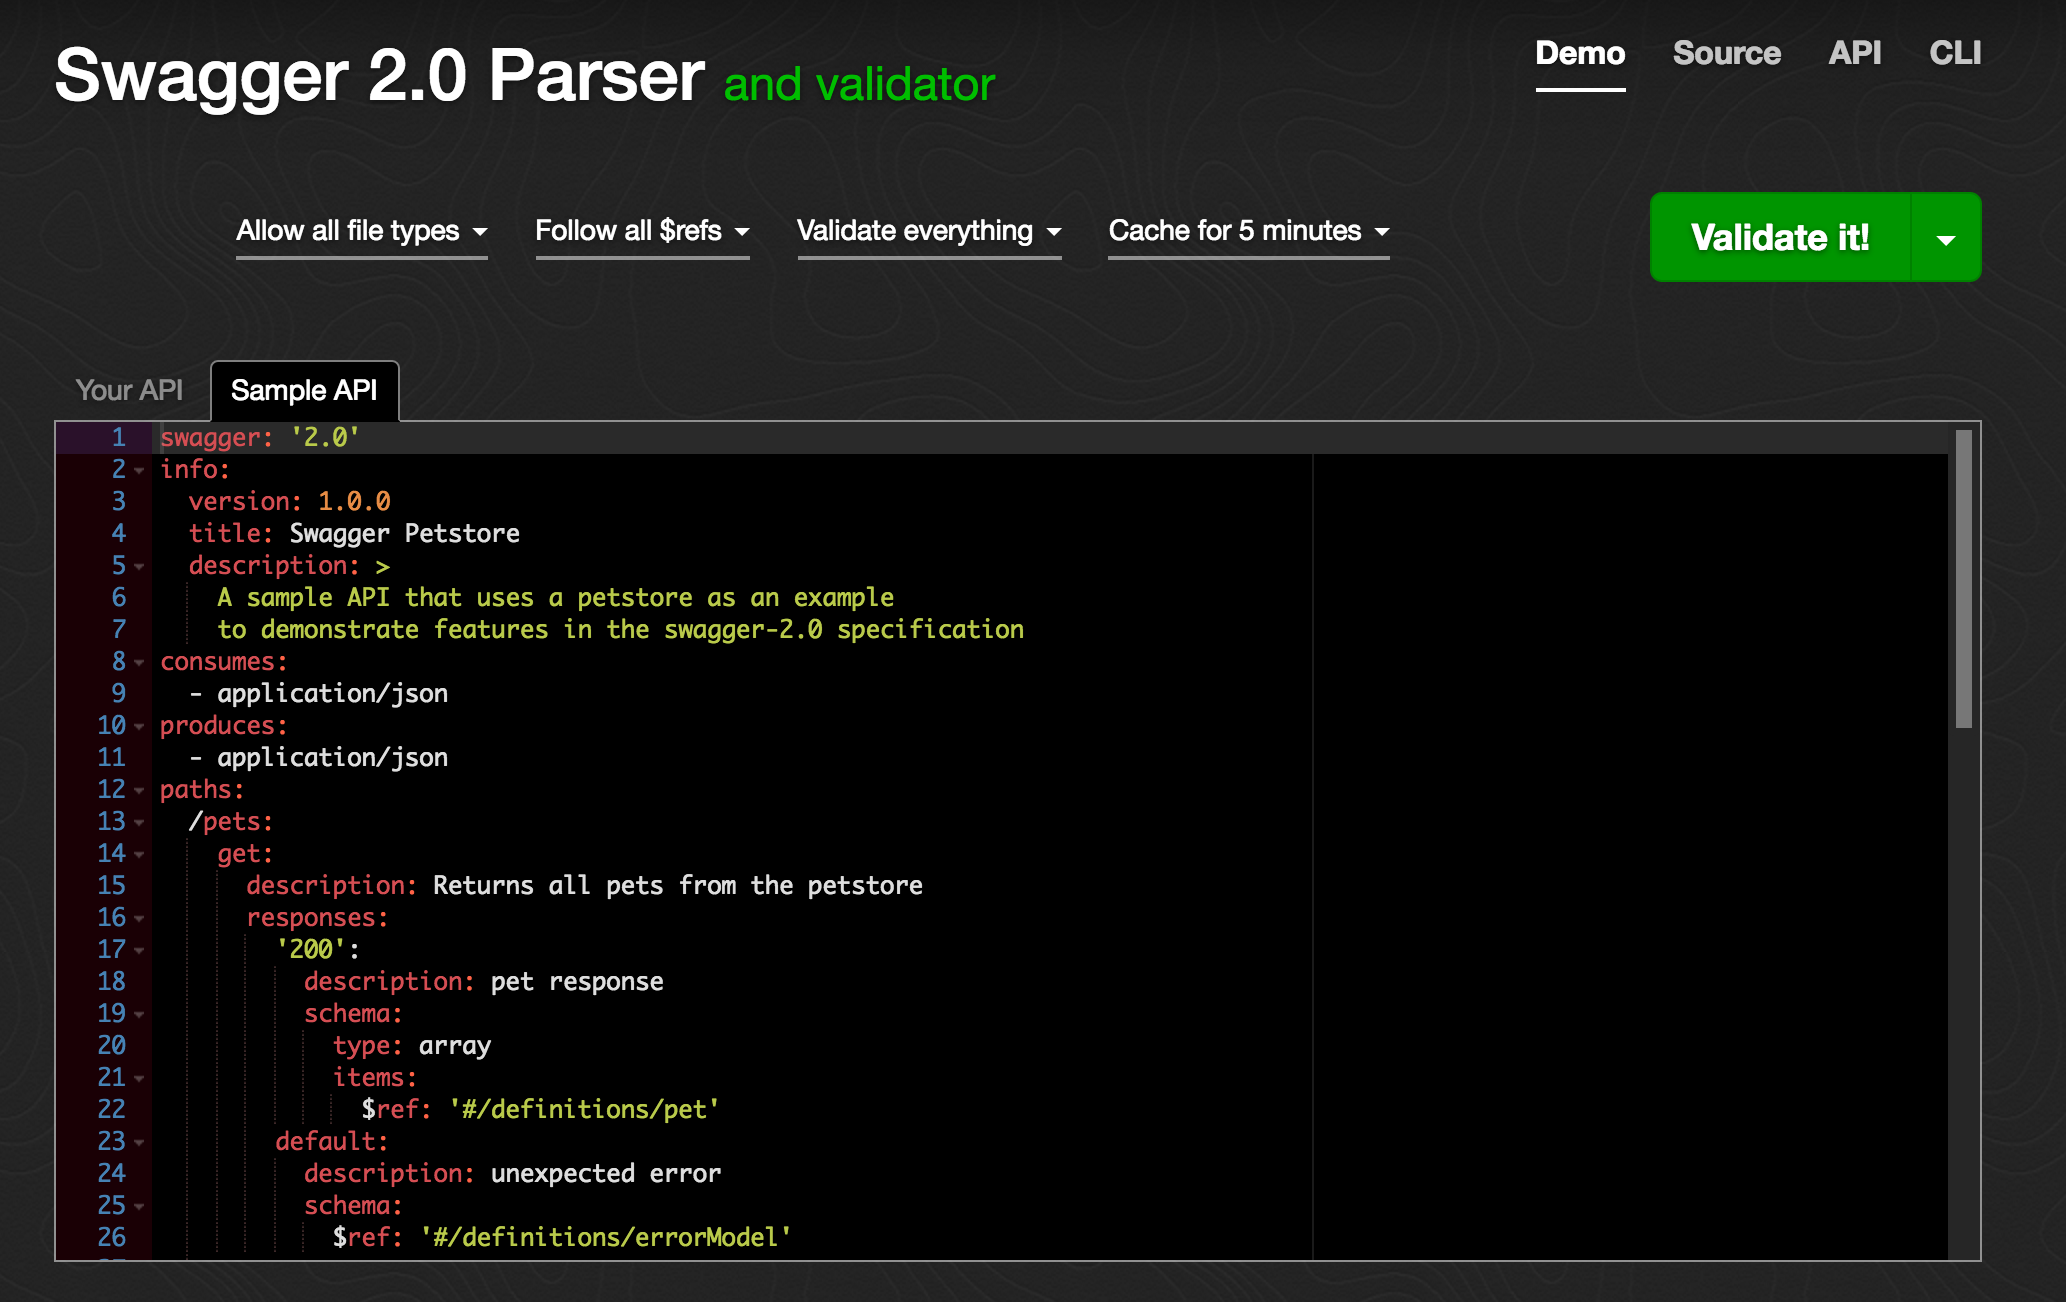 Swagger 2.0 Parser and validator
Demo Source API CLI
Allow all file types Follow all $refs Validate everything Cache for 5 minutes Validate it!
Your API Sample API
1 swagger: '2.0'
2 info:
3 version: 1.0.0
4 title: Swagger Petstore
5 description: >
6 A sample API that uses a petstore as an example
7 to demonstrate features in the swagger-2.0 specification
8 consumes:
9 - application/json
10 produces:
11 - application/json
12 paths:
13 /pets:
14 get:
15 description: Returns all pets from the petstore
16 responses:
17 '200':
18 description: pet response
19 schema:
20 type: array
21 items:
22 $ref: '#/definitions/pet'
23 default:
24 description: unexpected error
25 schema:
26 $ref: '#/definitions/errorModel'